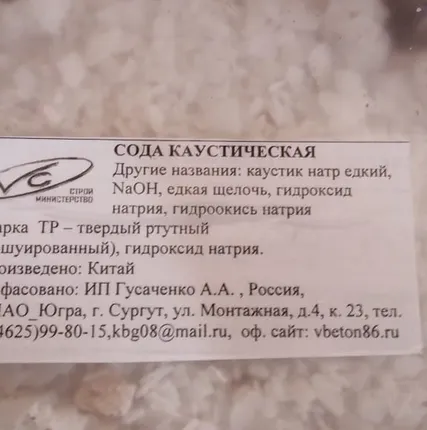 СОДА КАУСТИЧЕСКАЯ
Другие названия: каустик натр едкий,
NaOH, едкая щелочь, гидроксид
натрия, гидроокись натрия
VC
СТРОЙ
МИНИСТЕРСТВО
арка ТР – твердый ртутный
шуированный), гидроксид натрия.
оизведено: Китай
фасовано: ИП Гусаченко А.А. , Россия,
АО_Югра, г. Сургут, ул. Монтажная, д.4, к. 23, тел.
4625)99-80-15,kbg08@mail.ru, оф. сайт: vbeton86.ru